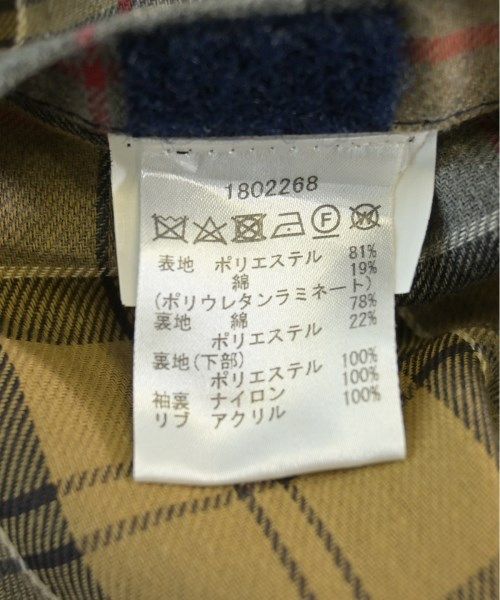 1802268
表地 ポリエステル 81%
綿 19%
(ポリウレタンラミネート)
裏地 綿 78%
ポリエステル 22%
裏地(下部)
ポリエステル 100%
袖裏 ナイロン 100%
リブ アクリル 100%